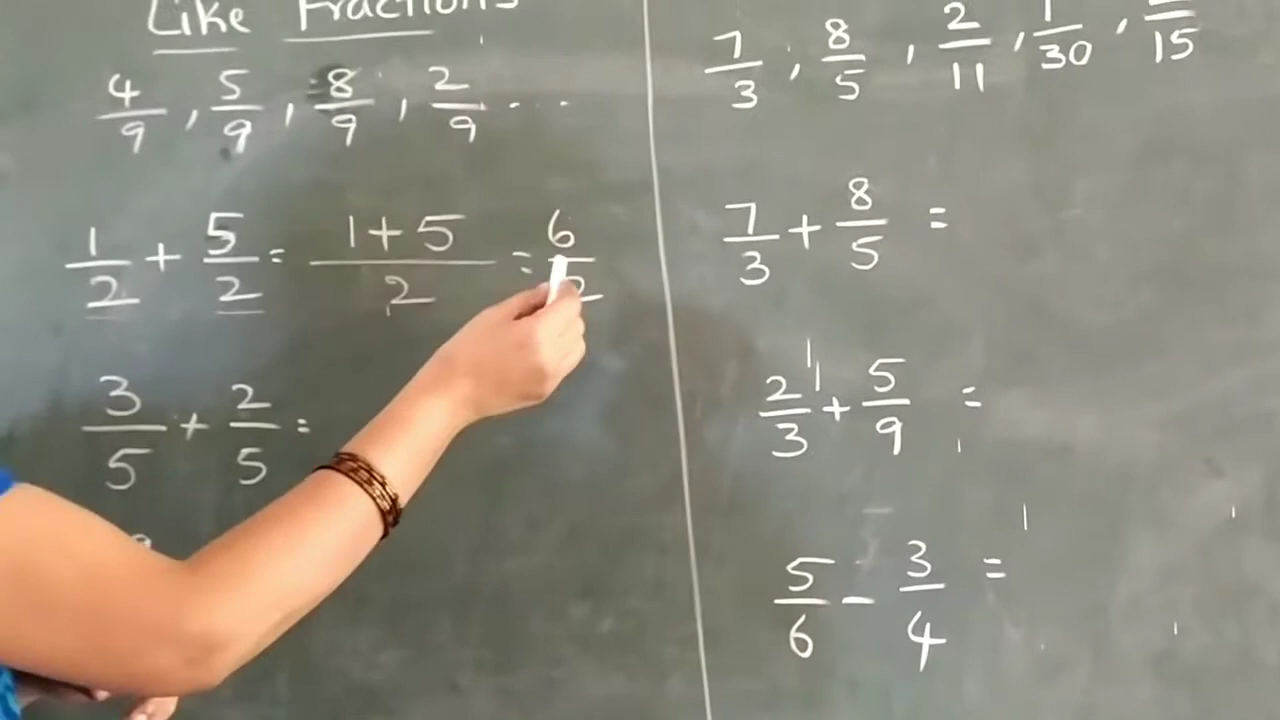 Like Fractions
4/9 , 5/9 , 8/9 , 2/9 ...
1/2 + 5/2 = 1+5/2 = 6/2
3/5 + 2/5 =
7/3 , 8/5 , 2/11 , 1/30 , /15
7/3 + 8/5 =
2/3 + 5/9 =
5/6 - 3/4 =